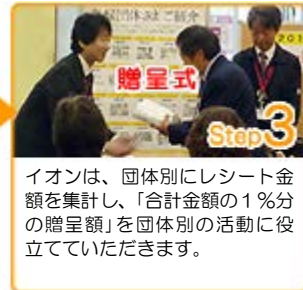 贈呈式
Step3
イオンは、団体別にレシート金
額を集計し、「合計金額の1%分
の贈呈額」を団体別の活動に役
立てていただきます。